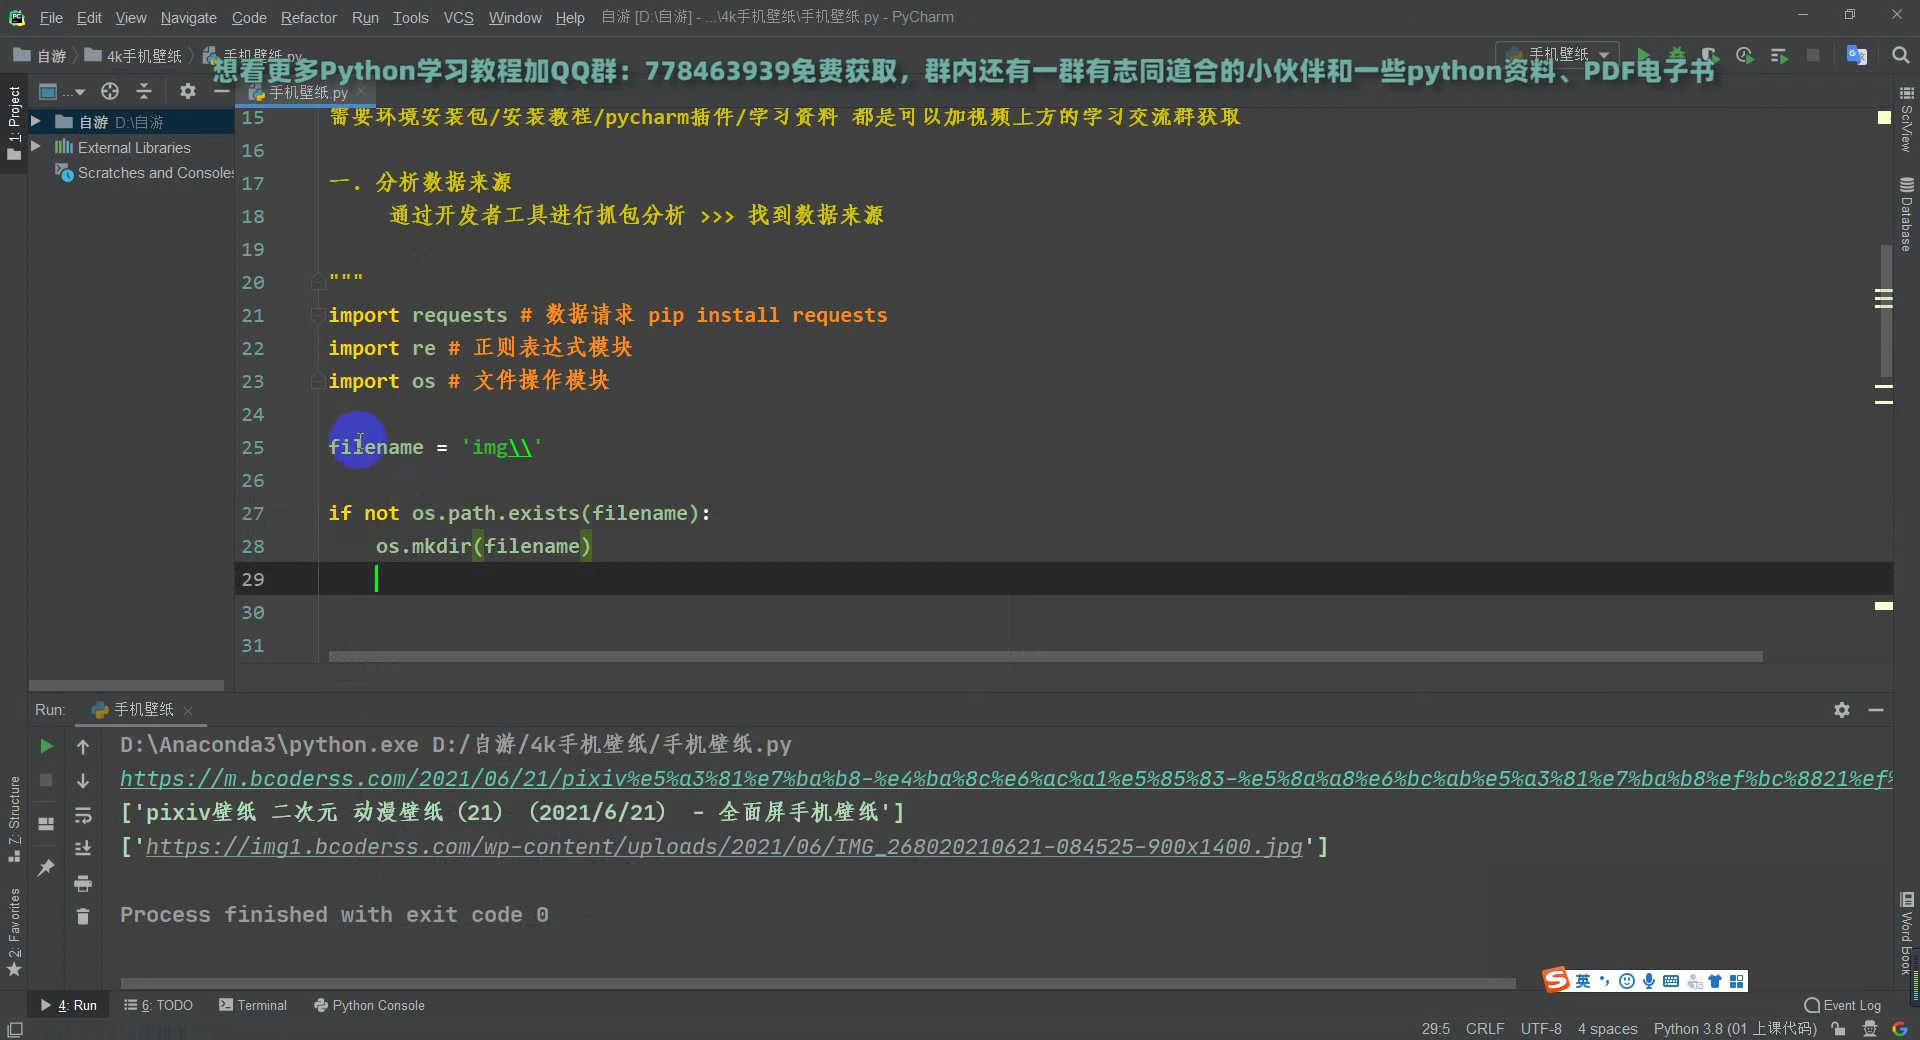 File Edit View Navigate Code Refactor Run Tools VCS Window Help 自游 [D:\自游] - ...\4k手机壁纸\手机壁纸.py - PyCharm
自游 4k手机壁纸 手机壁纸.py 手机壁纸
想看更多Python学习教程加QQ群：778463939免费获取，群内还有一群有志同道合的小伙伴和一些python资料、PDF电子书
1: Project
...
手机壁纸.py
自游 D:\自游
External Libraries
Scratches and Consoles
15 需要环境安装包/安装教程/pycharm插件/学习资料 都是可以加视频上方的学习交流群获取
16
17 一. 分析数据来源
18 通过开发者工具进行抓包分析 >>> 找到数据来源
19
20 """
21 import requests # 数据请求 pip install requests
22 import re # 正则表达式模块
23 import os # 文件操作模块
24
25 filename = 'img\\'
26
27 if not os.path.exists(filename):
28 os.mkdir(filename)
29
30
31
SciView
Database
Run: 手机壁纸
D:\Anaconda3\python.exe D:/自游/4k手机壁纸/手机壁纸.py
https://m.bcoderss.com/2021/06/21/pixiv%e5%a3%81%e7%ba%b8-%e4%ba%8c%e6%ac%a1%e5%85%83-%e5%8a%a8%e6%bc%ab%e5%a3%81%e7%ba%b8%ef%bc%8821%ef%
['pixiv壁纸 二次元 动漫壁纸（21）（2021/6/21） - 全面屏手机壁纸']
['https://img1.bcoderss.com/wp-content/uploads/2021/06/IMG_268020210621-084525-900x1400.jpg']
Process finished with exit code 0
7: Structure
2: Favorites
Word Book
英
4: Run 6: TODO Terminal Python Console Event Log
29:5 CRLF UTF-8 4 spaces Python 3.8 (01 上课代码)